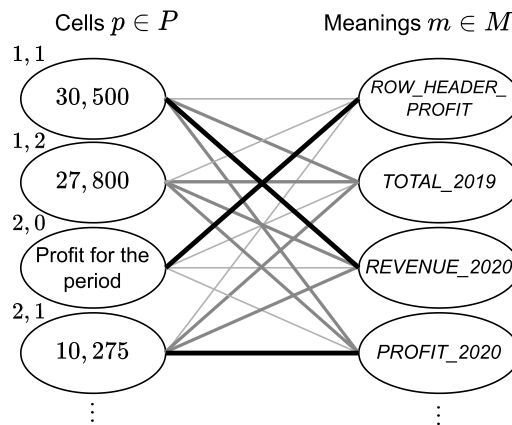 Cells p ∈ P
Meanings m ∈ M
1, 1
30, 500
ROW_HEADER_
PROFIT
1, 2
27, 800
TOTAL_2019
2, 0
Profit for the
period
REVENUE_2020
2, 1
10, 275
PROFIT_2020
⋮
⋮